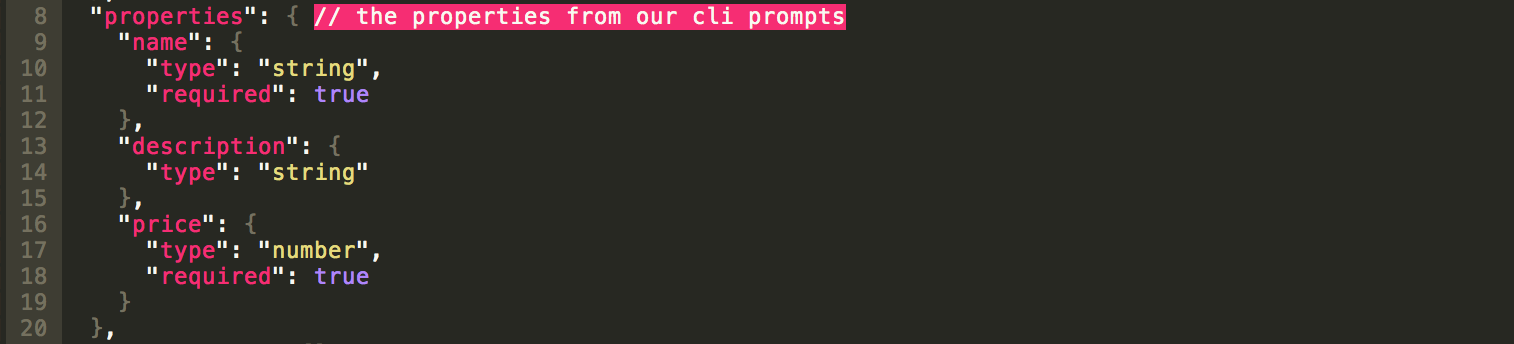 8 "properties": { // the properties from our cli prompts
9 "name": {
10 "type": "string",
11 "required": true
12 },
13 "description": {
14 "type": "string"
15 },
16 "price": {
17 "type": "number",
18 "required": true
19 }
20 },